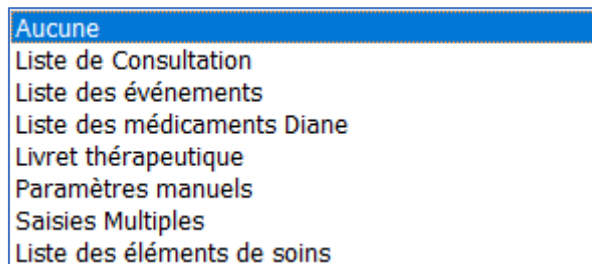 Aucune
Liste de Consultation
Liste des événements
Liste des médicaments Diane
Livret thérapeutique
Paramètres manuels
Saisies Multiples
Liste des éléments de soins